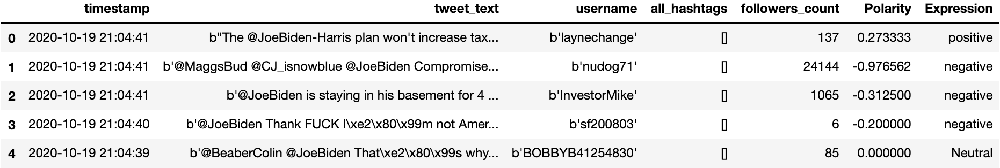 timestamp tweet_text username all_hashtags followers_count Polarity Expression
0 2020-10-19 21:04:41 b"The @JoeBiden-Harris plan won't increase tax... b'laynechange' [] 137 0.273333 positive
1 2020-10-19 21:04:41 b'@MaggsBud @CJ_isnowblue @JoeBiden Compromise... b'nudog71' [] 24144 -0.976562 negative
2 2020-10-19 21:04:41 b'@JoeBiden is staying in his basement for 4 ... b'InvestorMike' [] 1065 -0.312500 negative
3 2020-10-19 21:04:40 b'@JoeBiden Thank FUCK I\xe2\x80\x99m not Amer... b'sf200803' [] 6 -0.200000 negative
4 2020-10-19 21:04:39 b'@BeaberColin @JoeBiden That\xe2\x80\x99s why... b'BOBBYB41254830' [] 85 0.000000 Neutral